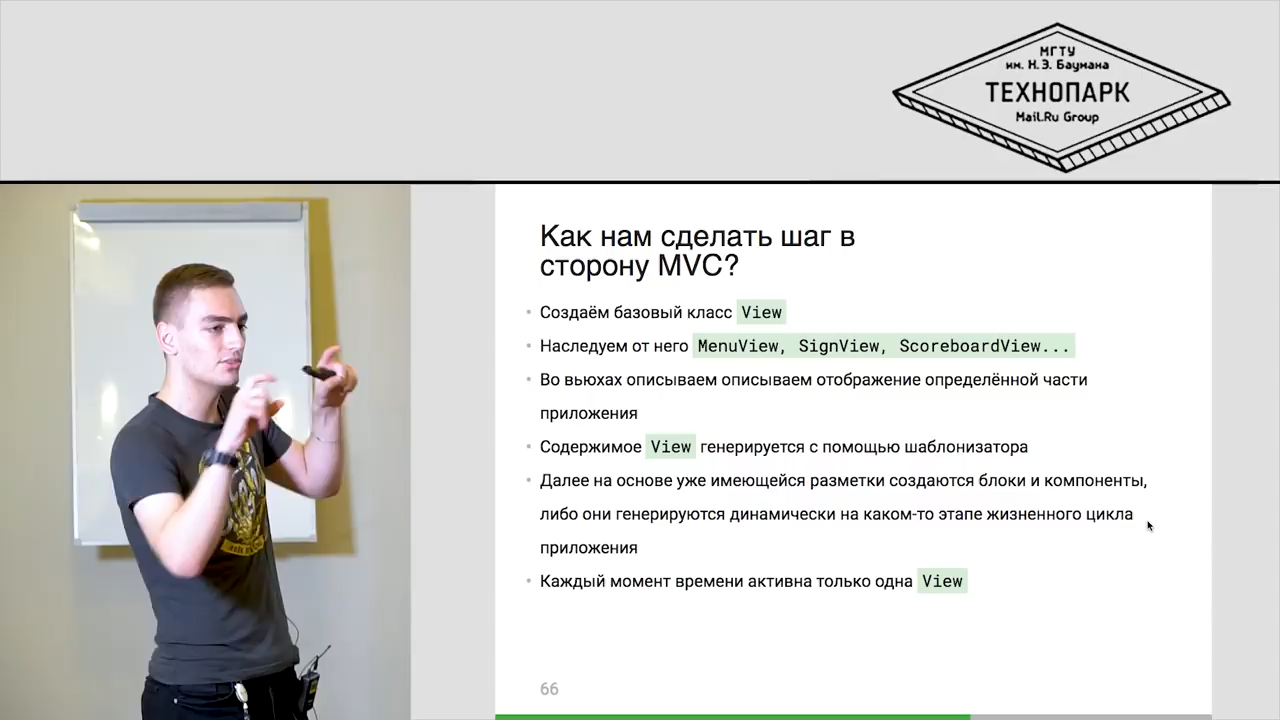 МГТУ
им. Н.Э. Баумана
ТЕХНОПАРК
Mail.Ru Group
Как нам сделать шаг в
сторону MVC?
• Создаём базовый класс View
• Наследуем от него MenuView, SignView, ScoreboardView...
• Во вьюхах описываем описываем отображение определённой части
приложения
• Содержимое View генерируется с помощью шаблонизатора
• Далее на основе уже имеющейся разметки создаются блоки и компоненты,
либо они генерируются динамически на каком-то этапе жизненного цикла
приложения
• Каждый момент времени активна только одна View
66